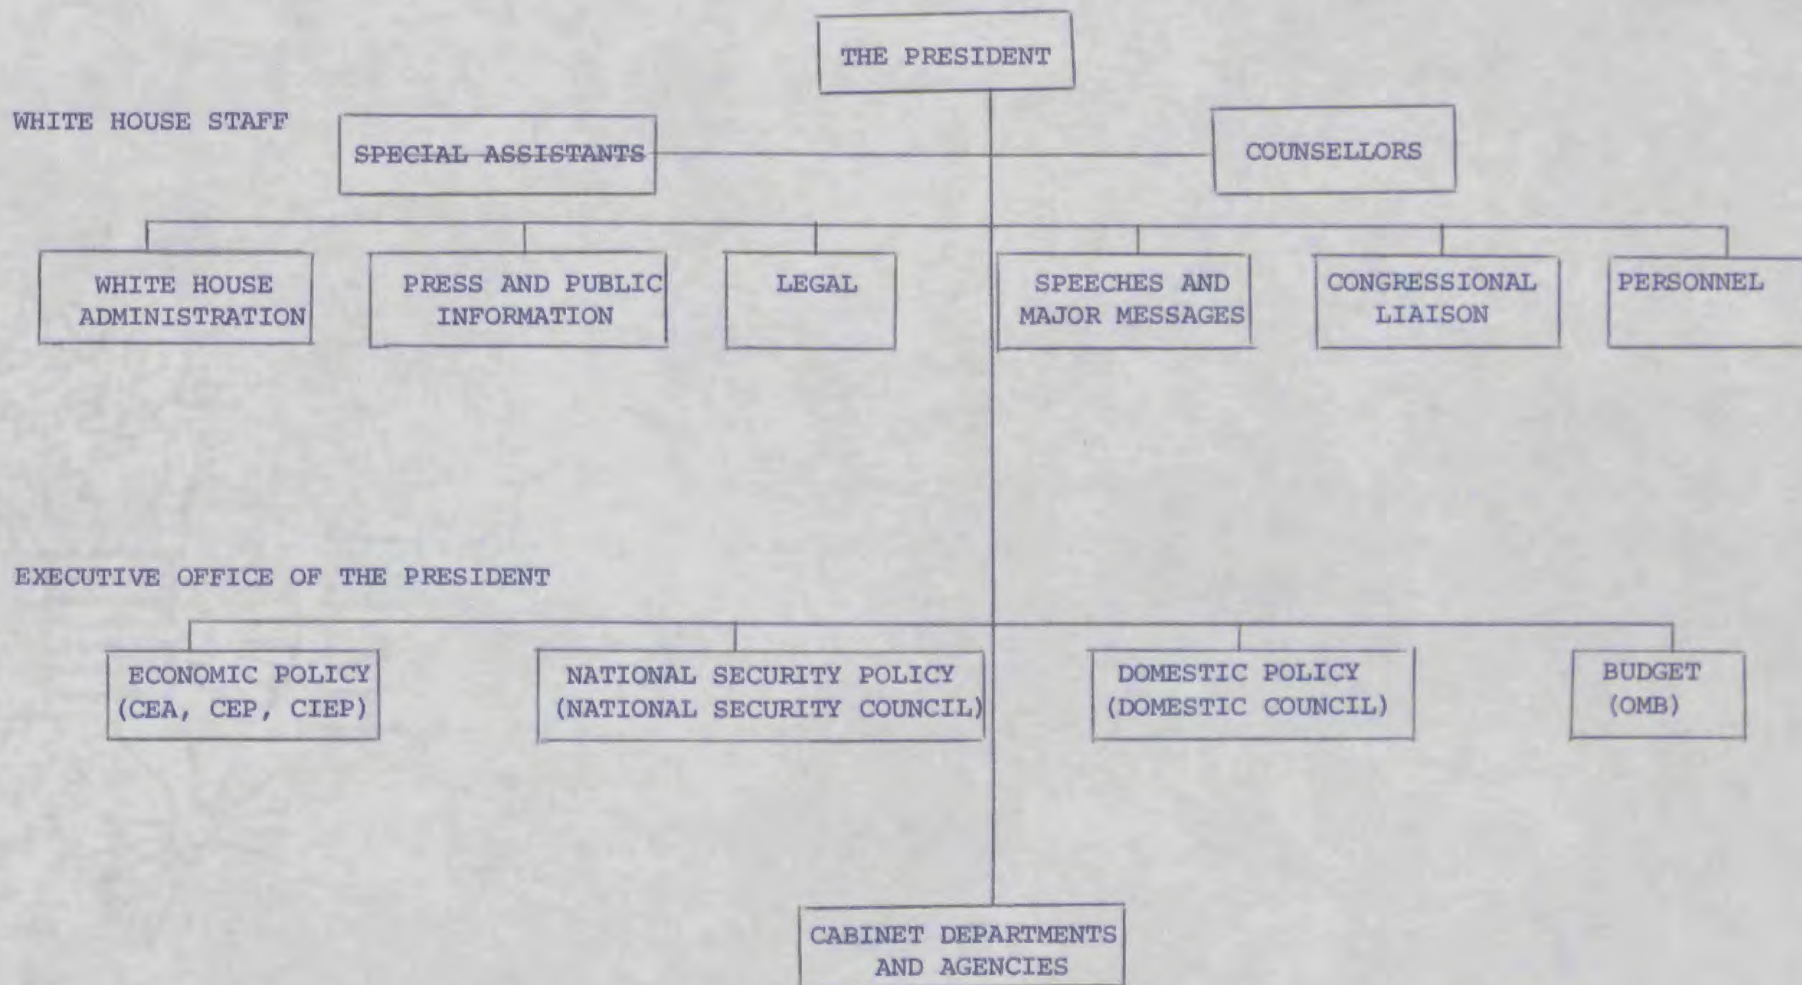 THE PRESIDENT
WHITE HOUSE STAFF
SPECIAL ASSISTANTS
COUNSELLORS
WHITE HOUSE
ADMINISTRATION
PRESS AND PUBLIC
INFORMATION
LEGAL
SPEECHES AND
MAJOR MESSAGES
CONGRESSIONAL
LIAISON
PERSONNEL
EXECUTIVE OFFICE OF THE PRESIDENT
ECONOMIC POLICY
(CEA, CEP, CIEP)
NATIONAL SECURITY POLICY
(NATIONAL SECURITY COUNCIL)
DOMESTIC POLICY
(DOMESTIC COUNCIL)
BUDGET
(OMB)
CABINET DEPARTMENTS
AND AGENCIES